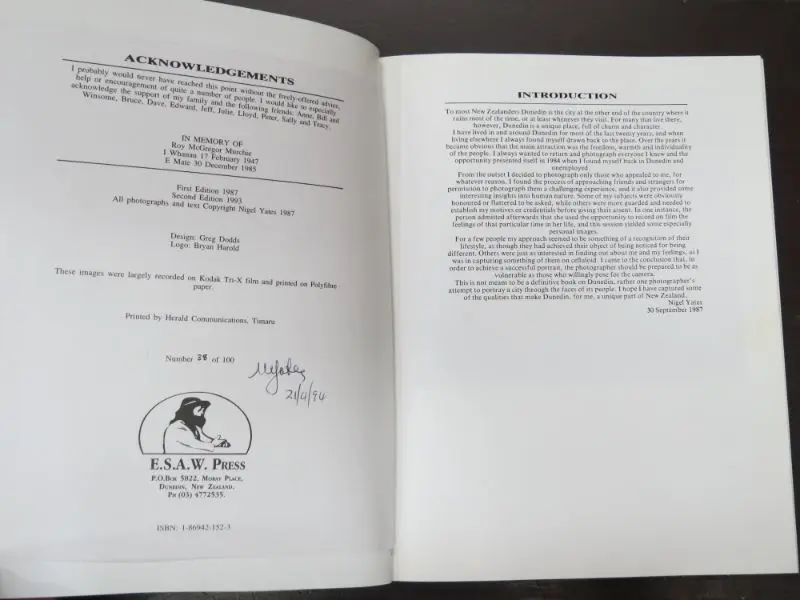 ACKNOWLEDGEMENTS
I probably would never have reached this point without the freely-offered advice,
help or encouragement of quite a number of people. I would like to especially
acknowledge the support of my family and the following friends: Anne, Bill and
Winsome, Bruce, Dave, Edward, Jeff, Jolie, Lloyd, Peter, Sally and Tracy.
IN MEMORY OF
Roy McGregor Murchie
I Whanau 17 February 1947
E Mate 30 December 1985
First Edition 1987
Second Edition 1993
All photographs and text Copyright Nigel Yates 1987
Design: Greg Dodds
Logo: Bryan Harold
These images were largely recorded on Kodak Tri-X film and printed on Polyfibre
paper.
Printed by Herald Communications, Timaru
Number 38 of 100
NYates
21/4/94
E.S.A.W. PRESS
P.O.BOX 5822, MORAY PLACE,
DUNEDIN, NEW ZEALAND.
PH (03) 4772535.
ISBN: 1-86942-152-3
INTRODUCTION
To most New Zealanders Dunedin is the city at the other end of the country where it
rains most of the time, or at least whenever they visit. For many that live there,
however, Dunedin is a unique place, full of charm and character.
I have lived in and around Dunedin for most of the last twenty years, and when
living elsewhere I always found myself drawn back to the place. Over the years it
became obvious that the main attraction was the freedom, warmth and individuality
of the people. I always wanted to return and photograph everyone I knew and the
opportunity presented itself in 1984 when I found myself back in Dunedin and
unemployed.
From the outset I decided to photograph only those who appealed to me, for
whatever reason. I found the process of approaching friends and strangers for
permission to photograph them a challenging experience, and it also provided some
interesting insights into human nature. Some of my subjects were obviously
honoured or flattered to be asked, while others were more guarded and needed to
establish my motives or credentials before giving their assent. In one instance, the
person admitted afterwards that she used the opportunity to record on film the
feelings of that particular time in her life, and this session yielded some especially
personal images.
For a few people my approach seemed to be something of a recognition of their
lifestyle, as though they had achieved their object of being noticed for being
different. Others were just as interested in finding out about me and my feelings, as I
was in capturing something of them on celluloid. I came to the conclusion that, in
order to achieve a successful portrait, the photographer should be prepared to be as
vulnerable as those who willingly pose for the camera.
This is not meant to be a definitive book on Dunedin, rather one photographer's
attempt to portray a city through the faces of its people. I hope I have captured some
of the qualities that make Dunedin, for me, a unique part of New Zealand.
Nigel Yates
30 September 1987